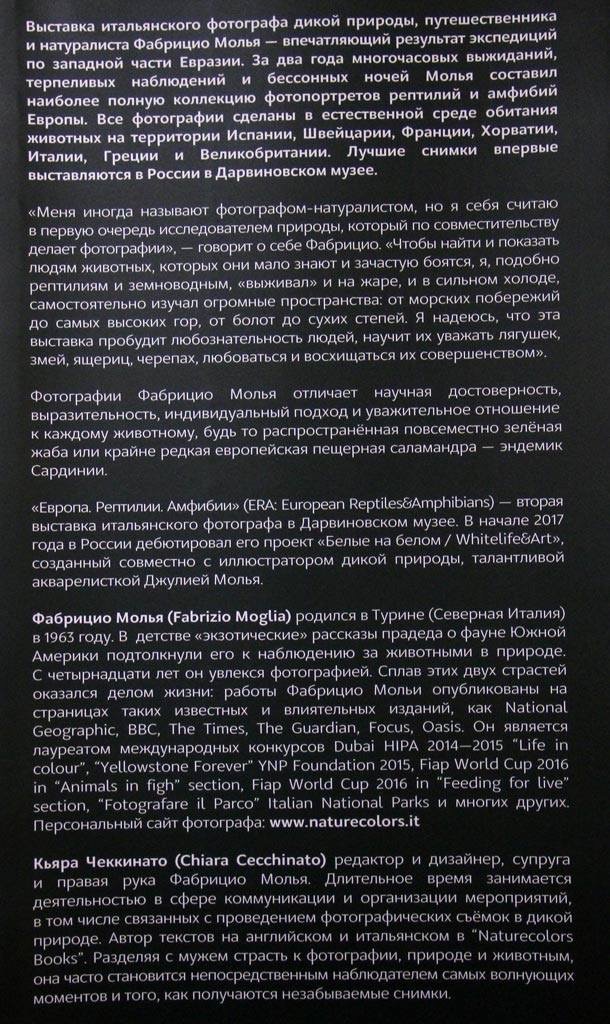 Выставка итальянского фотографа дикой природы, путешественника
и натуралиста Фабрицио Молья — впечатляющий результат экспедиций
по западной части Евразии. За два года многочасовых выжиданий,
терпеливых наблюдений и бессонных ночей Молья составил
наиболее полную коллекцию фотопортретов рептилий и амфибий
Европы. Все фотографии сделаны в естественной среде обитания
животных на территории Испании, Швейцарии, Франции, Хорватии,
Италии, Греции и Великобритании. Лучшие снимки впервые
выставляются в России в Дарвиновском музее.
«Меня иногда называют фотографом-натуралистом, но я себя считаю
в первую очередь исследователем природы, который по совместительству
делает фотографии», — говорит о себе Фабрицио. «Чтобы найти и показать
людям животных, которых они мало знают и зачастую боятся, я, подобно
рептилиям и земноводным, «выживал» и на жаре, и в сильном холоде,
самостоятельно изучал огромные пространства: от морских побережий
до самых высоких гор, от болот до сухих степей. Я надеюсь, что эта
выставка пробудит любознательность людей, научит их уважать лягушек,
змей, ящериц, черепах, любоваться и восхищаться их совершенством».
Фотографии Фабрицио Молья отличает научная достоверность,
выразительность, индивидуальный подход и уважительное отношение
к каждому животному, будь то распространённая повсеместно зелёная
жаба или крайне редкая европейская пещерная саламандра — эндемик
Сардинии.
«Европа. Рептилии. Амфибии» (ERA: European Reptiles&Amphibians) — вторая
выставка итальянского фотографа в Дарвиновском музее. В начале 2017
года в России дебютировал его проект «Белые на белом / Whitelife&Art»,
созданный совместно с иллюстратором дикой природы, талантливой
акварелисткой Джулией Молья.
Фабрицио Молья (Fabrizio Moglia) родился в Турине (Северная Италия)
в 1963 году. В детстве «экзотические» рассказы прадеда о фауне Южной
Америки подтолкнули его к наблюдению за животными в природе.
С четырнадцати лет он увлекся фотографией. Сплав этих двух страстей
оказался делом жизни: работы Фабрицио Мольи опубликованы на
страницах таких известных и влиятельных изданий, как National
Geographic, BBC, The Times, The Guardian, Focus, Oasis. Он является
лауреатом международных конкурсов Dubai HIPA 2014—2015 “Life in
colour”, “Yellowstone Forever” YNP Foundation 2015, Fiap World Cup 2016
in “Animals in figh” section, Fiap World Cup 2016 in “Feeding for live”
section, “Fotografare il Parco” Italian National Parks и многих других.
Персональный сайт фотографа: www.naturecolors.it
Кьяра Чеккинато (Chiara Cecchinato) редактор и дизайнер, супруга
и правая рука Фабрицио Молья. Длительное время занимается
деятельностью в сфере коммуникации и организации мероприятий,
в том числе связанных с проведением фотографических съёмок в дикой
природе. Автор текстов на английском и итальянском в “Naturecolors
Books”. Разделяя с мужем страсть к фотографии, природе и животным,
она часто становится непосредственным наблюдателем самых волнующих
моментов и того, как получаются незабываемые снимки.